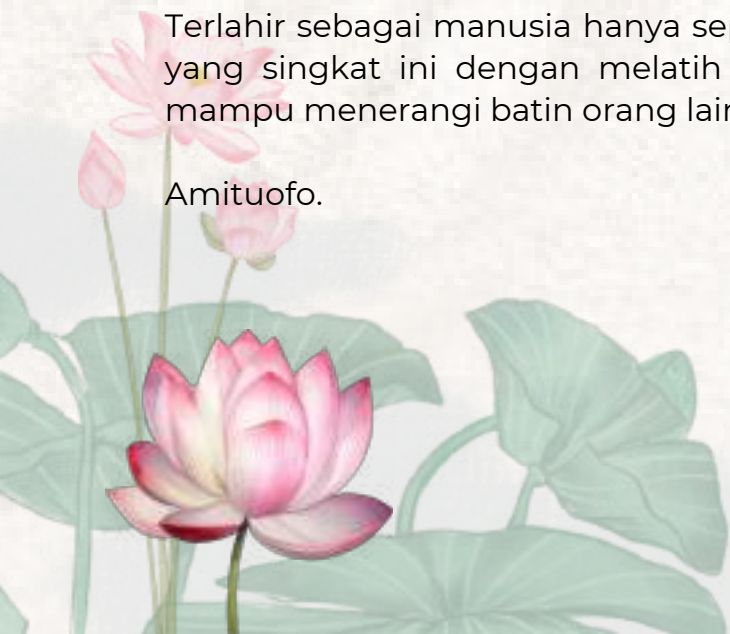 Terlahir sebagai manusia hanya
yang singkat ini dengan melatih
mampu menerangi batin orang
Amituofo.